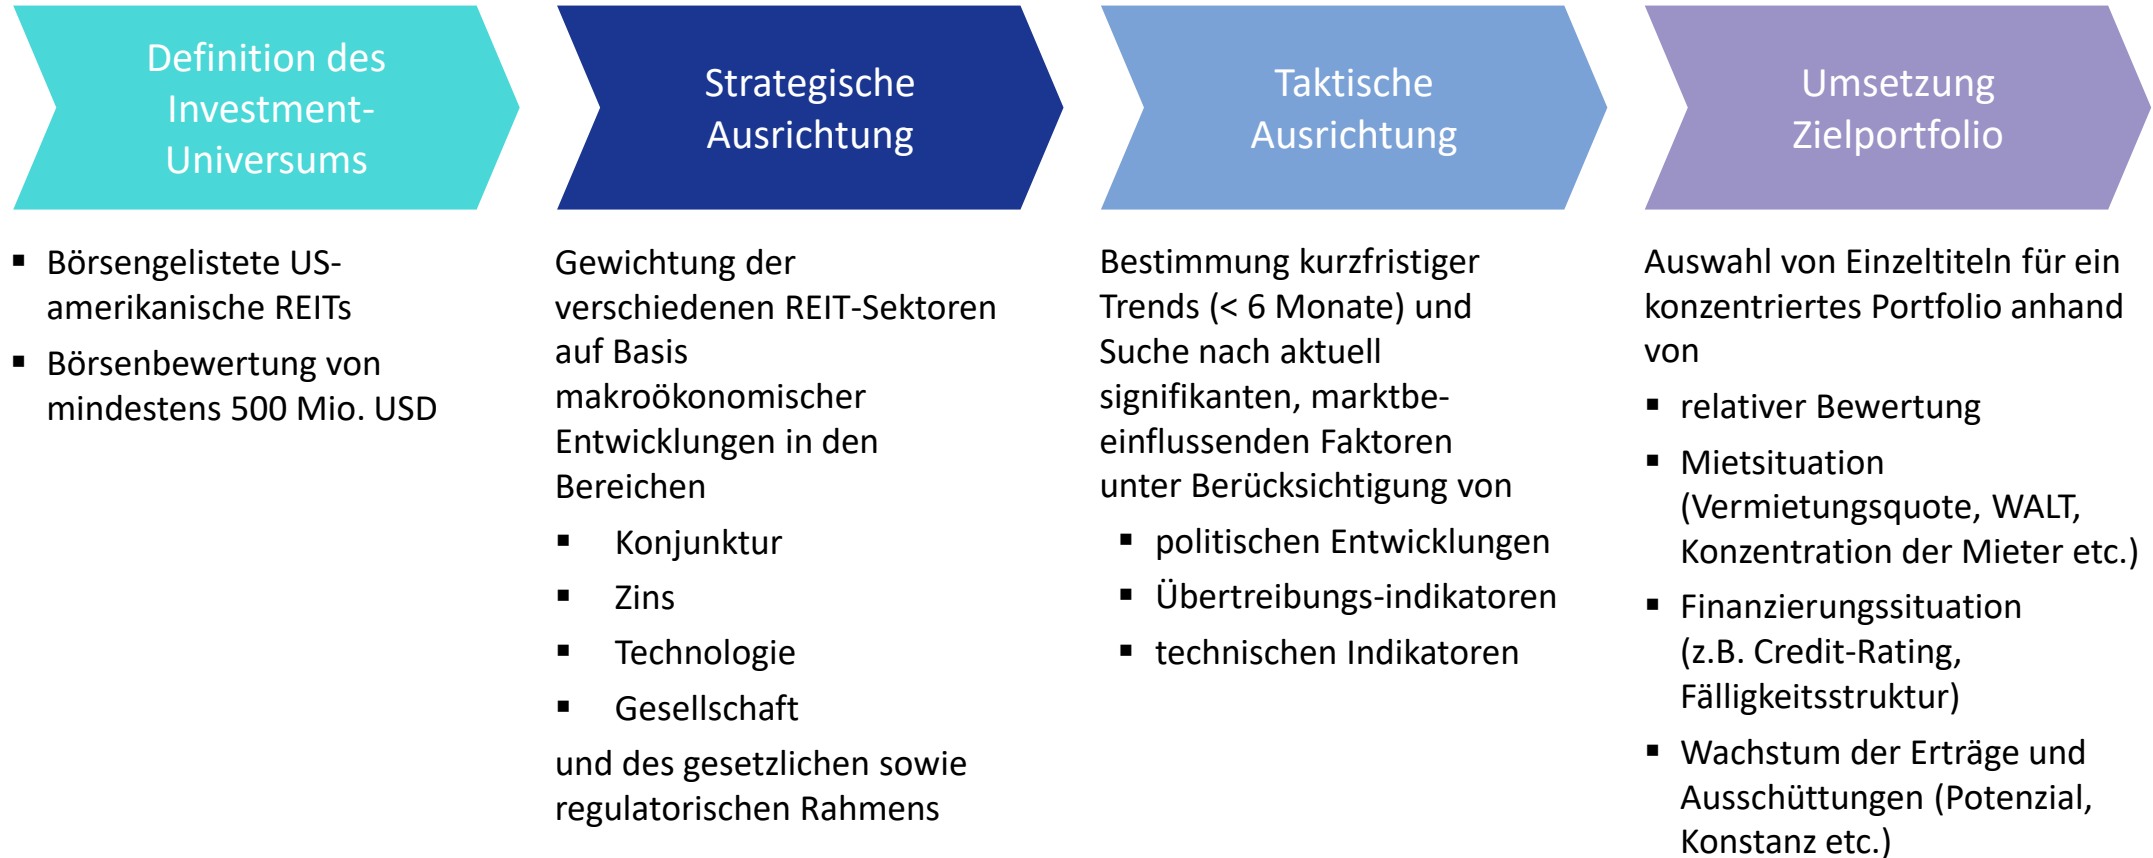 Definition des
Investment-
Universums
▪ Börsengelistete US-
amerikanische REITs
▪ Börsenbewertung von
mindestens 500 Mio. USD
Strategische
Ausrichtung
Gewichtung der
verschiedenen REIT-Sektoren
auf Basis
makroökonomischer
Entwicklungen in den
Bereichen
▪ Konjunktur
▪ Zins
▪ Technologie
▪ Gesellschaft
und des gesetzlichen sowie
regulatorischen Rahmens
Taktische
Ausrichtung
Bestimmung kurzfristiger
Trends (< 6 Monate) und
Suche nach aktuell
signifikanten, marktbe-
einflussenden Faktoren
unter Berücksichtigung von
▪ politischen Entwicklungen
▪ Übertreibungs-indikatoren
▪ technischen Indikatoren
Umsetzung
Zielportfolio
Auswahl von Einzeltiteln für ein
konzentriertes Portfolio anhand
von
▪ relativer Bewertung
▪ Mietsituation
(Vermietungsquote, WALT,
Konzentration der Mieter etc.)
▪ Finanzierungssituation
(z.B. Credit-Rating,
Fälligkeitsstruktur)
▪ Wachstum der Erträge und
Ausschüttungen (Potenzial,
Konstanz etc.)